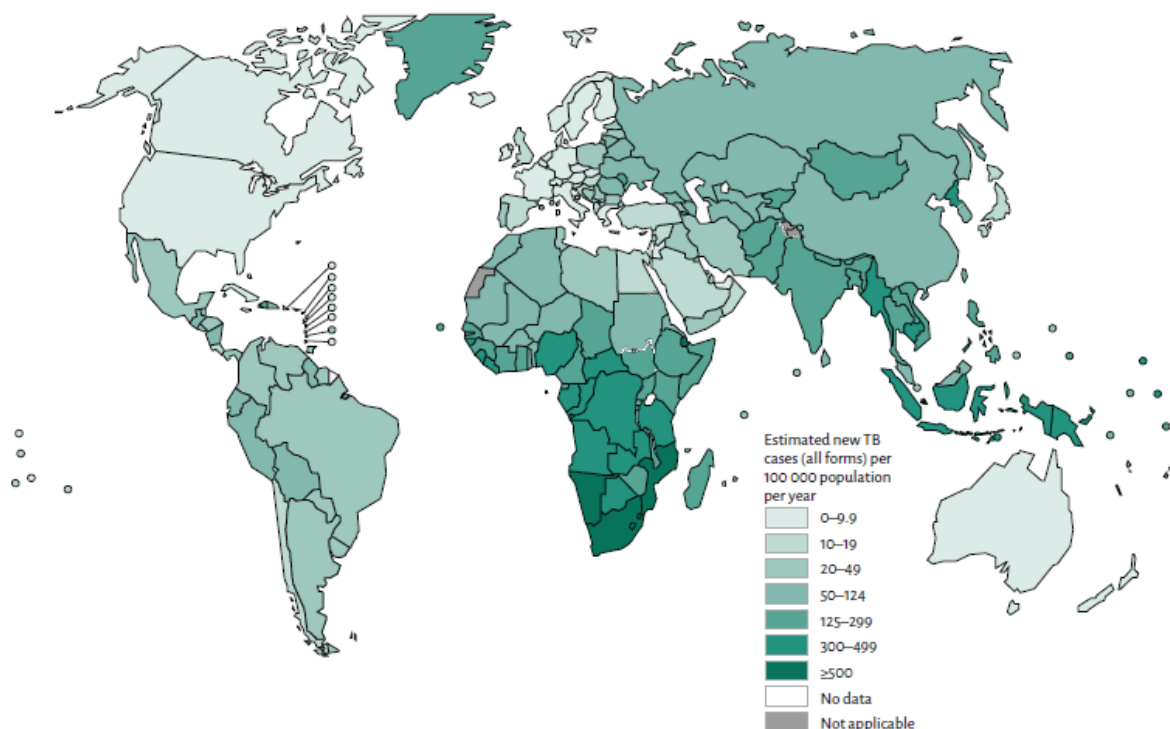 Estimated new TB
cases (all forms) per
100 000 population
per year
0–9.9
10–19
20–49
50–124
125–299
300–499
≥500
No data
Not applicable